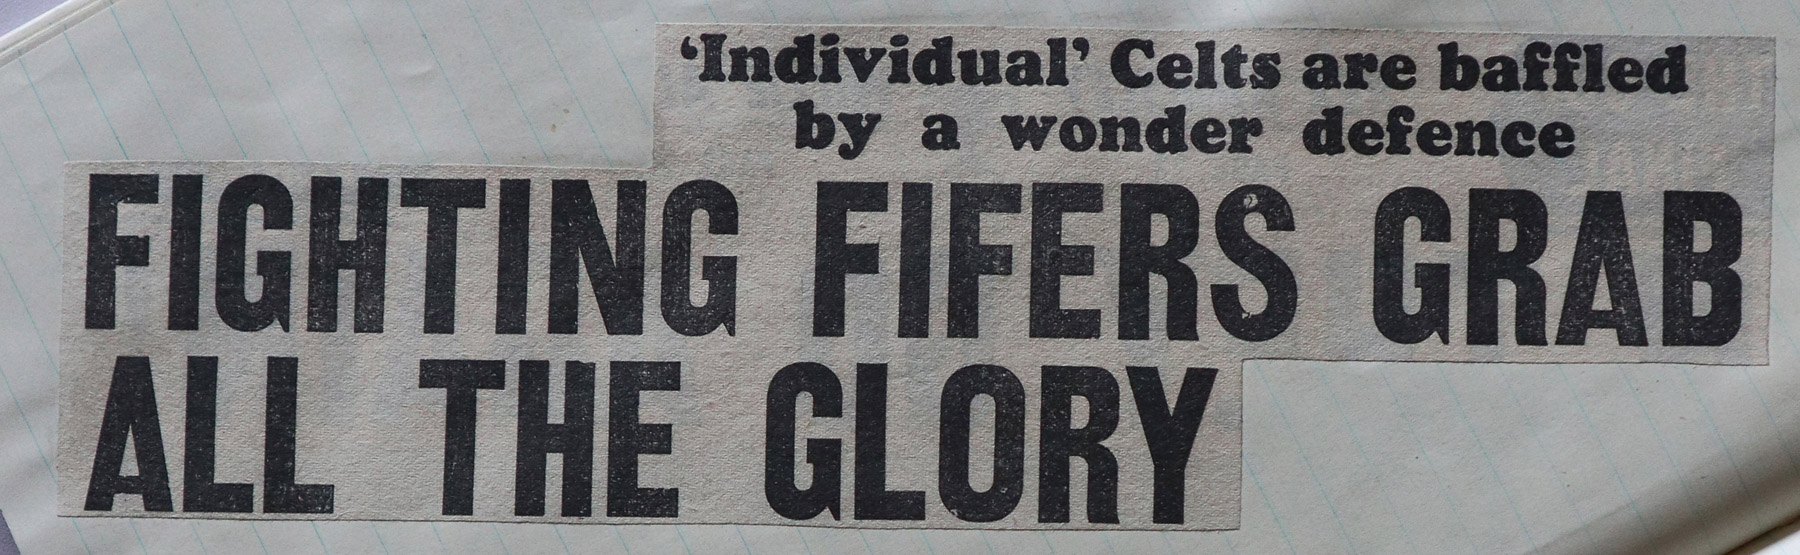 ‘Individual’ Celts are baffled
by a wonder defence
FIGHTING FIFERS GRAB
ALL THE GLORY